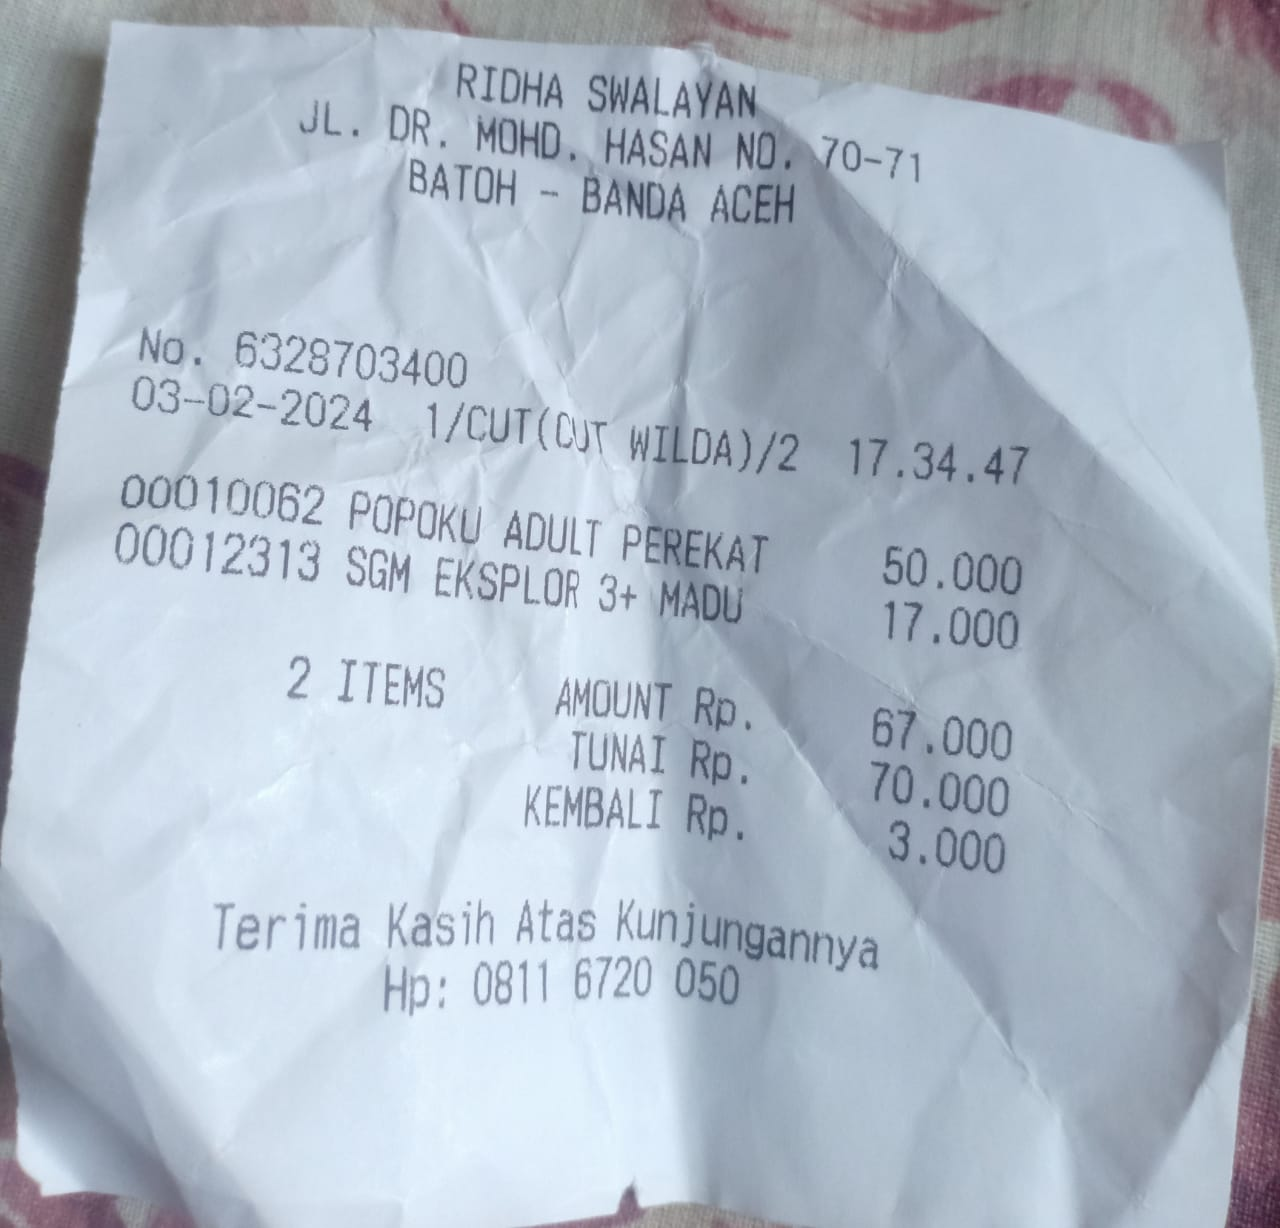 RIDHA SWALAYAN
JL. DR. MOHD. HASAN NO. 70-71
BATOH - BANDA ACEH
No. 6328703400
03-02-2024 1/CUT(CUT WILDA)/2 17.34.47
00010062 POPOKU ADULT PEREKAT 50.000
00012313 SGM EKSPLOR 3+ MADU 17.000
2 ITEMS AMOUNT Rp. 67.000
TUNAI Rp. 70.000
KEMBALI Rp. 3.000
Terima Kasih Atas Kunjungannya
Hp: 0811 6720 050